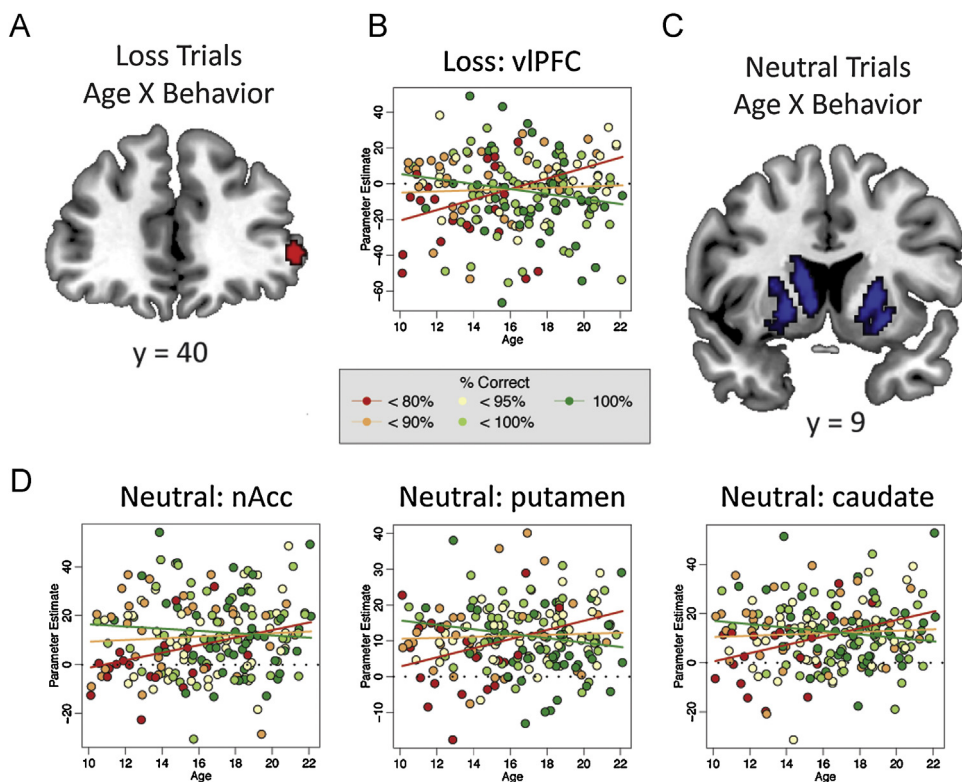 A
Loss Trials
Age X Behavior
y = 40
B
Loss: vlPFC
Parameter Estimate
40
20
0
−20
−60
10 12 14 16 18 20 22
Age
% Correct
< 80% < 95% 100%
< 90% < 100%
C
Neutral Trials
Age X Behavior
y = 9
D
Neutral: nAcc
Parameter Estimate
40
20
0
−20
10 12 14 16 18 20 22
Age
Neutral: putamen
Parameter Estimate
40
30
20
10
0
−10
10 12 14 16 18 20 22
Age
Neutral: caudate
Parameter Estimate
40
20
0
−20
10 12 14 16 18 20 22
Age